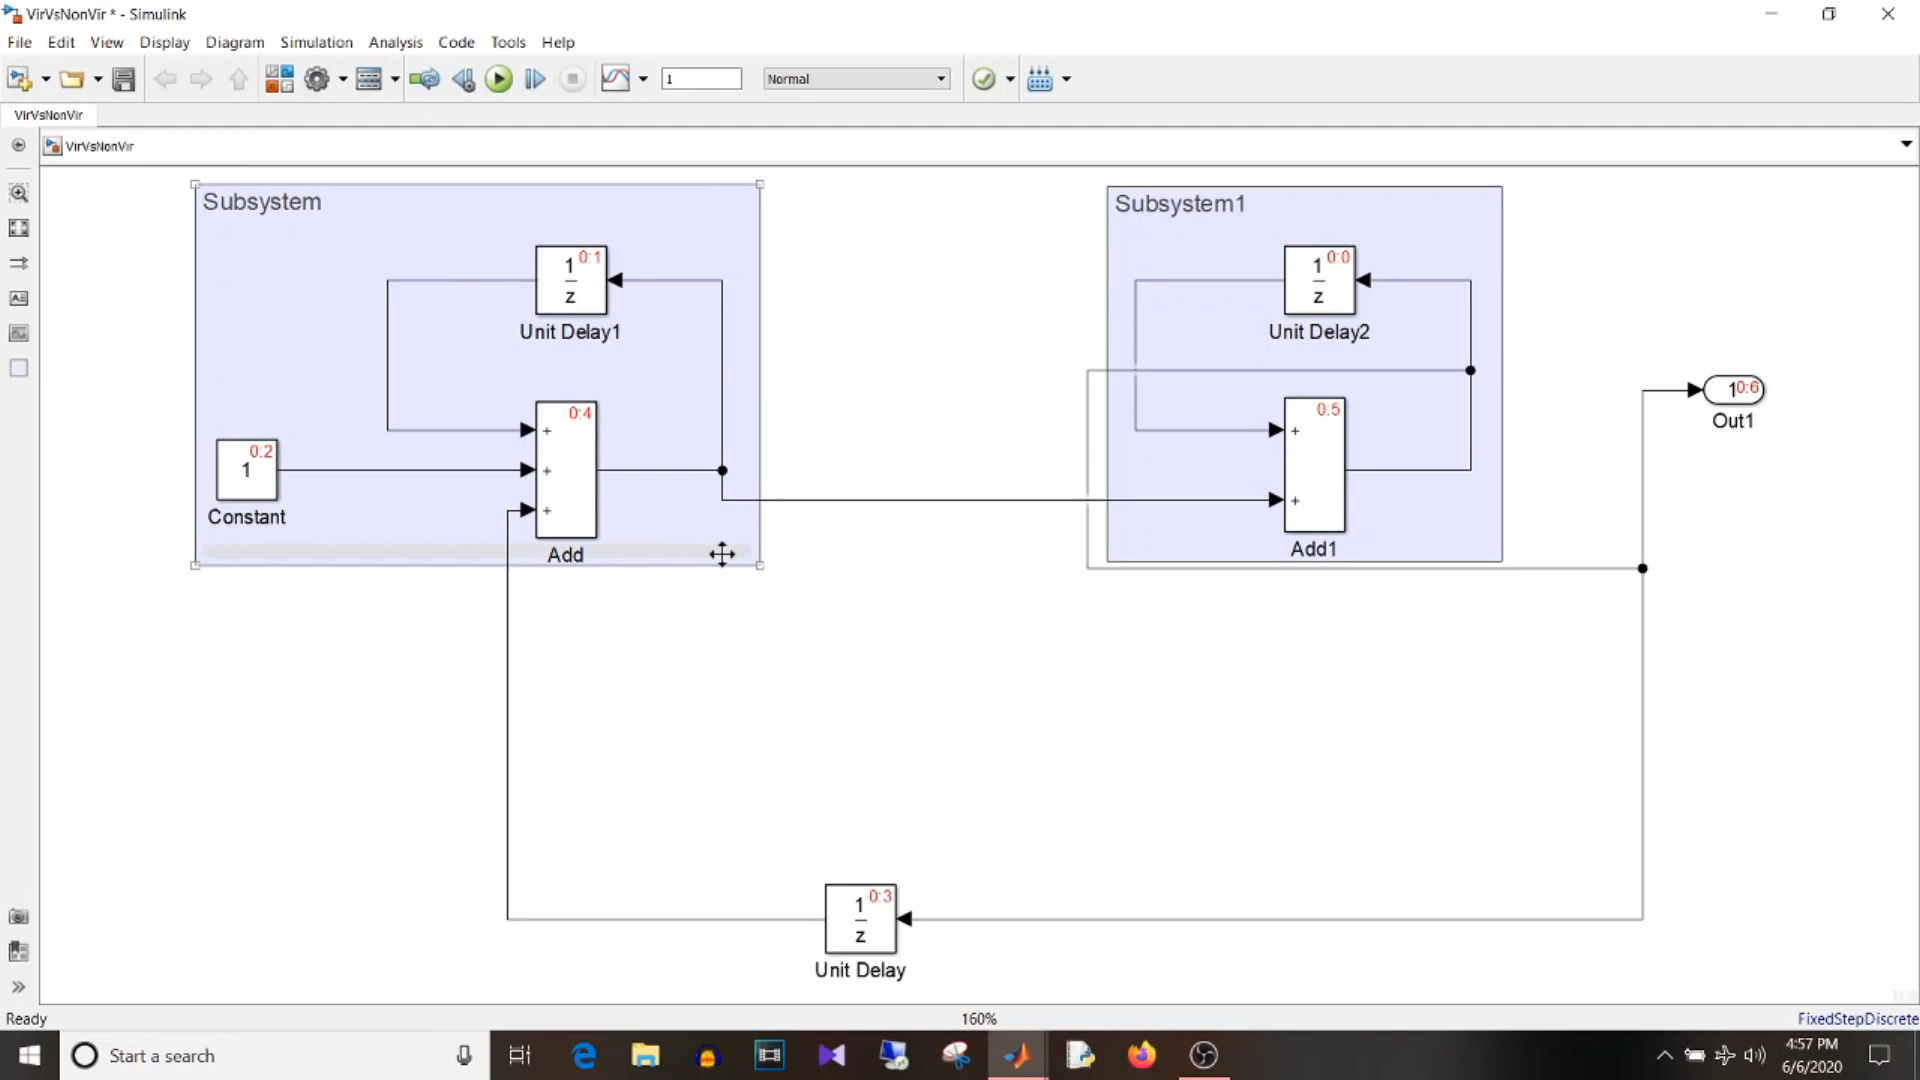 VirVsNonVir * - Simulink
File Edit View Display Diagram Simulation Analysis Code Tools Help
1 Normal
VirVsNonVir
VirVsNonVir
Subsystem
Subsystem1
0:1
1
z
Unit Delay1
0:0
1
z
Unit Delay2
1 0:6
Out1
0:4
+
+
+
Add
0:2
1
Constant
0:5
+
+
Add1
0:3
1
z
Unit Delay
Ready 160% FixedStepDiscrete
Start a search
4:57 PM
6/6/2020